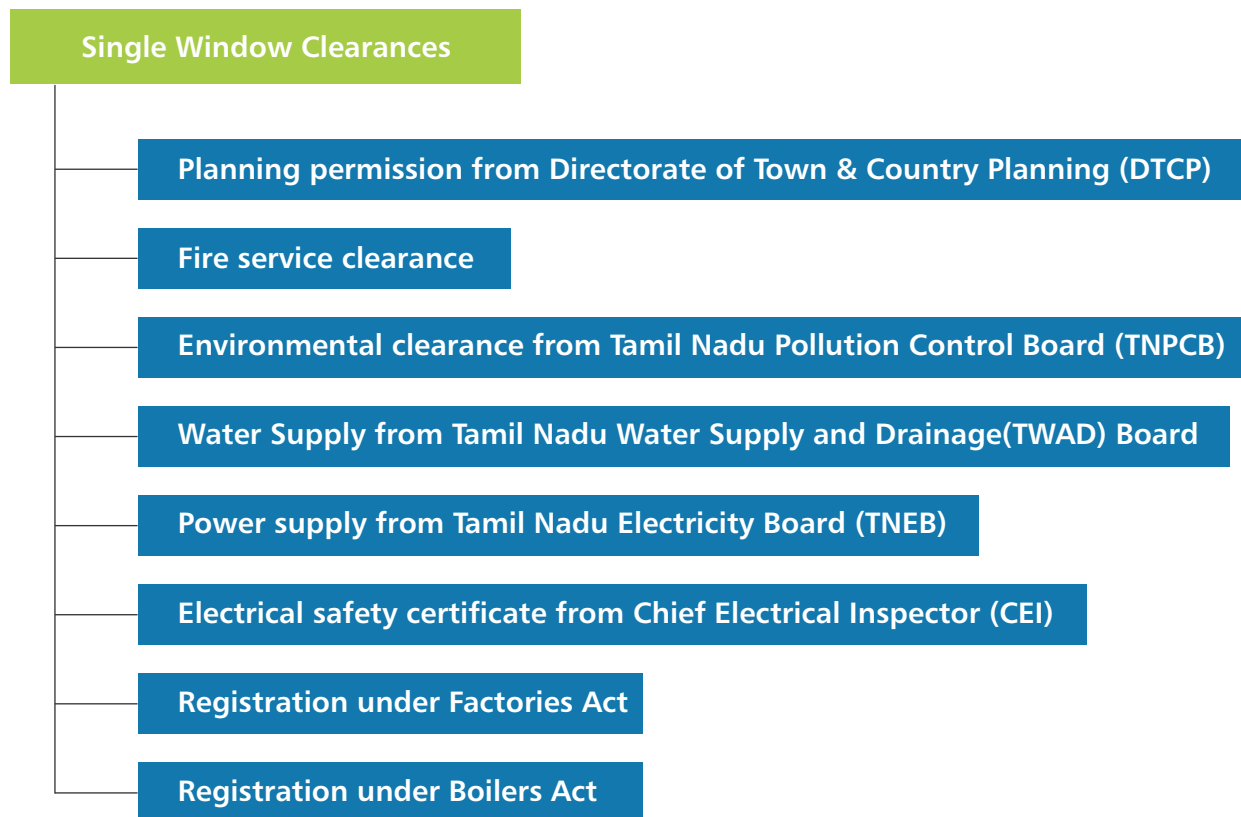 Single Window Clearances
Planning permission from Directorate of Town & Country Planning (DTCP)
Fire service clearance
Environmental clearance from Tamil Nadu Pollution Control Board (TNPCB)
Water Supply from Tamil Nadu Water Supply and Drainage(TWAD) Board
Power supply from Tamil Nadu Electricity Board (TNEB)
Electrical safety certificate from Chief Electrical Inspector (CEI)
Registration under Factories Act
Registration under Boilers Act